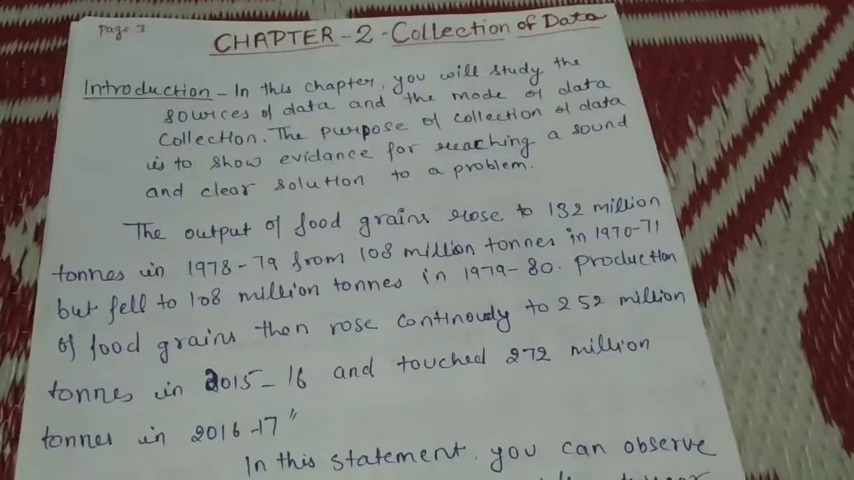 Page 3
CHAPTER - 2 - Collection of Data
Introduction - In this chapter, you will study the
sources of data and the mode of data
Collection. The purpose of collection of data
is to show evidance for reaching a sound
and clear solution to a problem.
The output of food grains rose to 132 million
tonnes in 1978-79 from 108 million tonnes in 1970-71
but fell to 108 million tonnes in 1979-80. Production
of food grains then rose continously to 252 million
tonnes in 2015-16 and touched 272 million
tonnes in 2016-17"
In this statement, you can observe